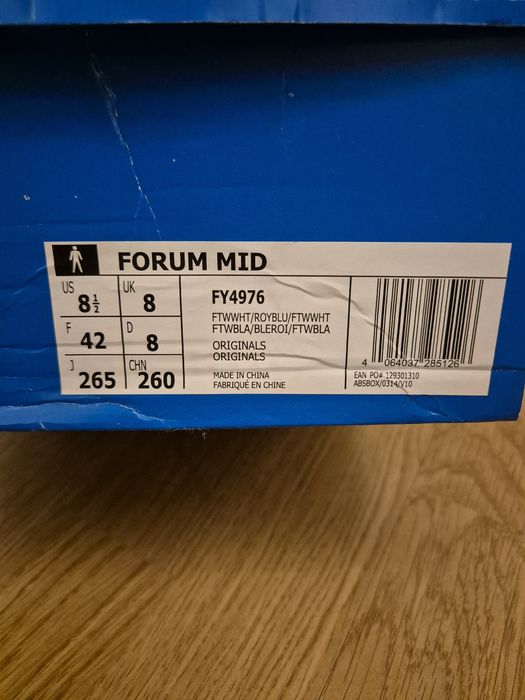 FORUM MID
US 8½ UK 8
F 42 D 8
J 265 CHN 260
FY4976
FTWWHT/ROYBLU/FTWWHT
FTWBLA/BLEROI/FTWBLA
ORIGINALS
ORIGINALS
MADE IN CHINA
FABRIQUÉ EN CHINE
4 064037 285126
EAN PO# 129301310
ABSBOX/0314/V10